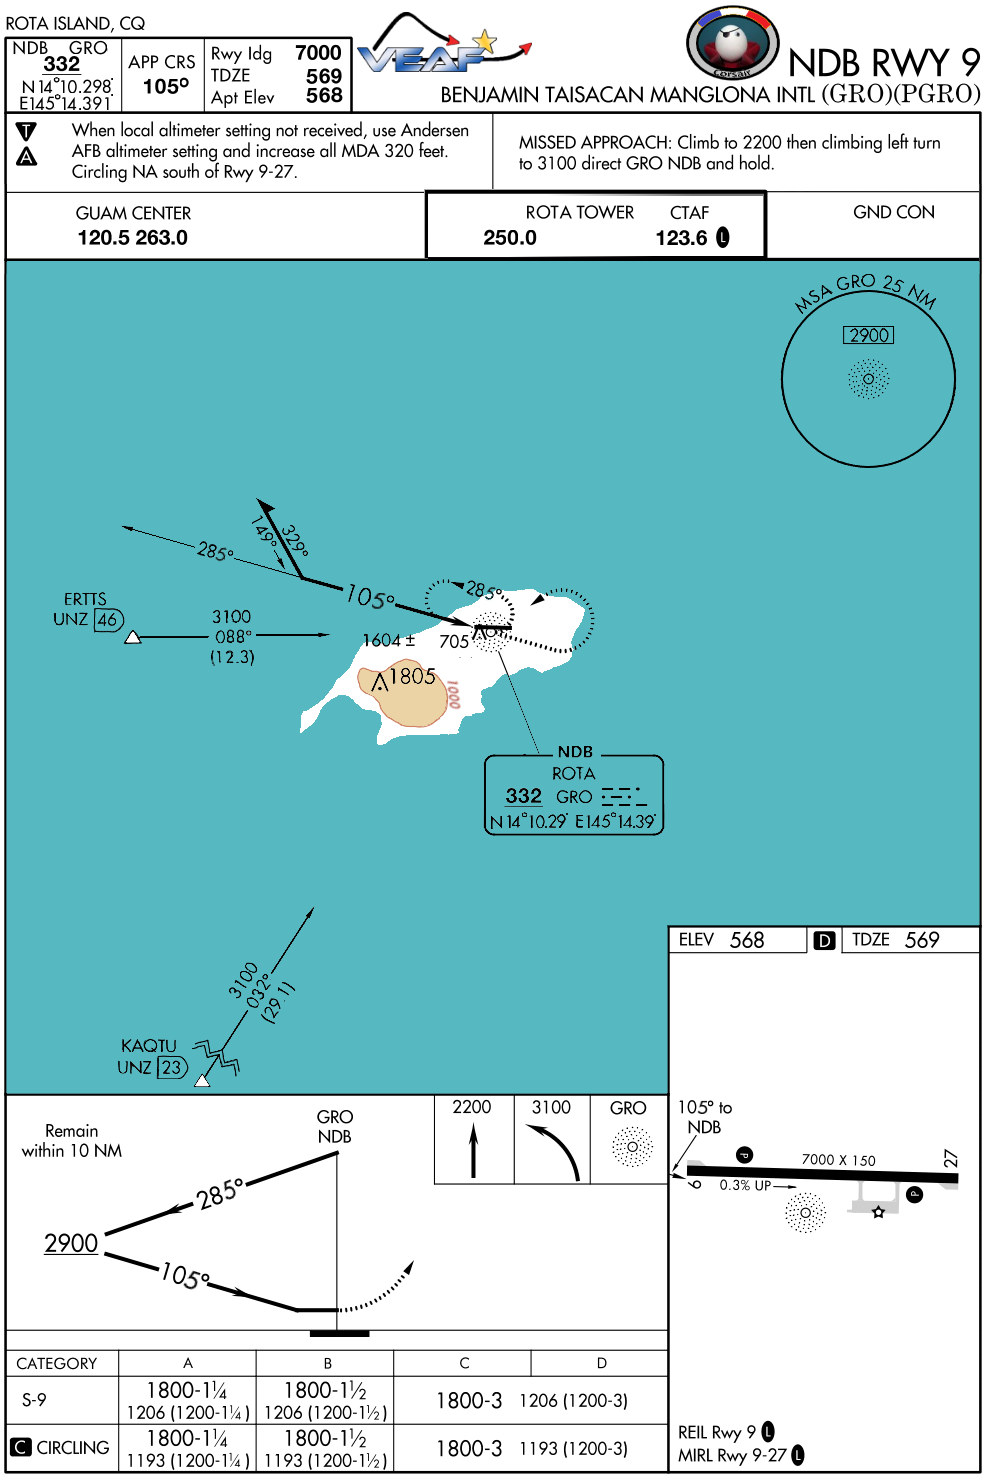 ROTA ISLAND, CQ
NDB GRO
332
N 14°10.298'
E145°14.391'
APP CRS
105°
Rwy Idg 7000
TDZE 569
Apt Elev 568
VEAF
Corsair
NDB RWY 9
BENJAMIN TAISACAN MANGLONA INTL (GRO)(PGRO)
T
A
When local altimeter setting not received, use Andersen
AFB altimeter setting and increase all MDA 320 feet.
Circling NA south of Rwy 9-27.
MISSED APPROACH: Climb to 2200 then climbing left turn
to 3100 direct GRO NDB and hold.
GUAM CENTER
120.5 263.0
ROTA TOWER CTAF
250.0 123.6 L
GND CON
MSA GRO 25 NM
2900
329°
149°
285°
105°
285°
ERTTS
UNZ 46
3100
088°
(12.3)
1604 ±
705
1805
1000
NDB
ROTA
332 GRO
N 14°10.29' E145°14.39'
3100
032°
(29.1)
KAQTU
UNZ 23
ELEV 568
D
TDZE 569
105° to
NDB
7000 X 150
27
9
0.3% UP
P
P
REIL Rwy 9 L
MIRL Rwy 9-27 L
Remain
within 10 NM
GRO
NDB
2200
3100
GRO
285°
2900
105°
CATEGORY A B C D
S-9
1800-1¼
1206 (1200-1¼)
1800-1½
1206 (1200-1½)
1800-3 1206 (1200-3)
C CIRCLING
1800-1¼
1193 (1200-1¼)
1800-1½
1193 (1200-1½)
1800-3 1193 (1200-3)